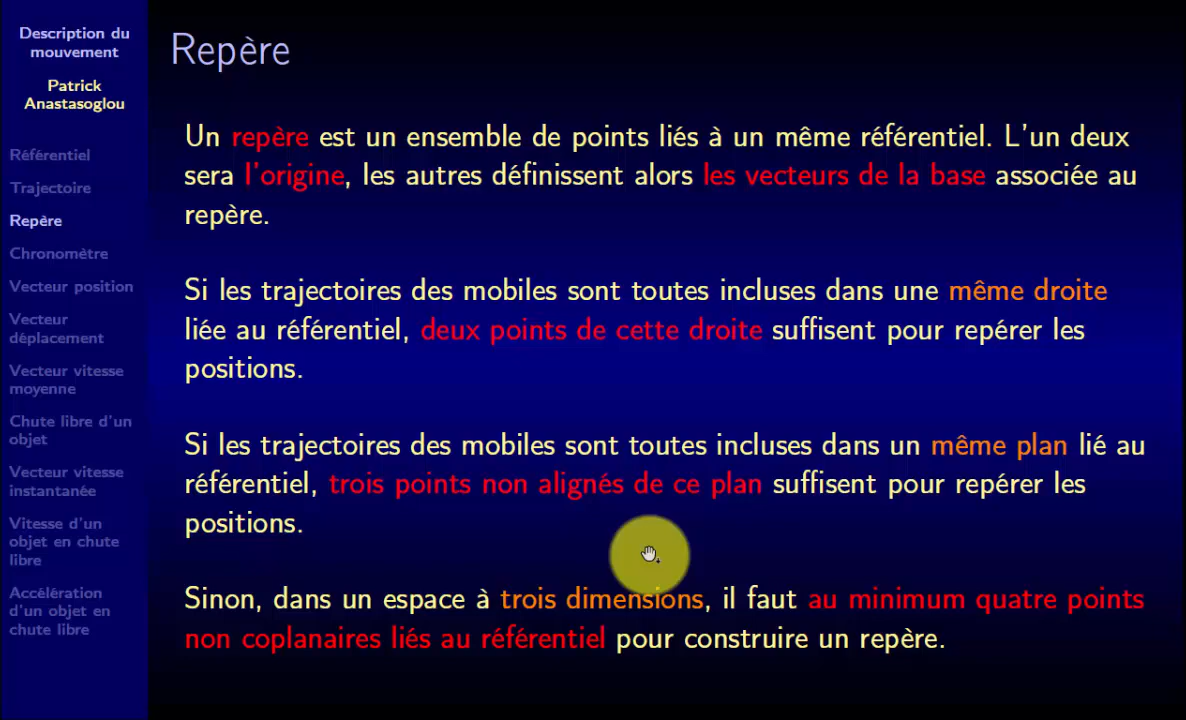 Description du
mouvement
Patrick
Anastasoglou
Référentiel
Trajectoire
Repère
Chronomètre
Vecteur position
Vecteur
déplacement
Vecteur vitesse
moyenne
Chute libre d'un
objet
Vecteur vitesse
instantanée
Vitesse d'un
objet en chute
libre
Accélération
d'un objet en
chute libre
Repère
Un repère est un ensemble de points liés à un même référentiel. L'un deux
sera l'origine, les autres définissent alors les vecteurs de la base associée au
repère.
Si les trajectoires des mobiles sont toutes incluses dans une même droite
liée au référentiel, deux points de cette droite suffisent pour repérer les
positions.
Si les trajectoires des mobiles sont toutes incluses dans un même plan lié au
référentiel, trois points non alignés de ce plan suffisent pour repérer les
positions.
Sinon, dans un espace à trois dimensions, il faut au minimum quatre points
non coplanaires liés au référentiel pour construire un repère.